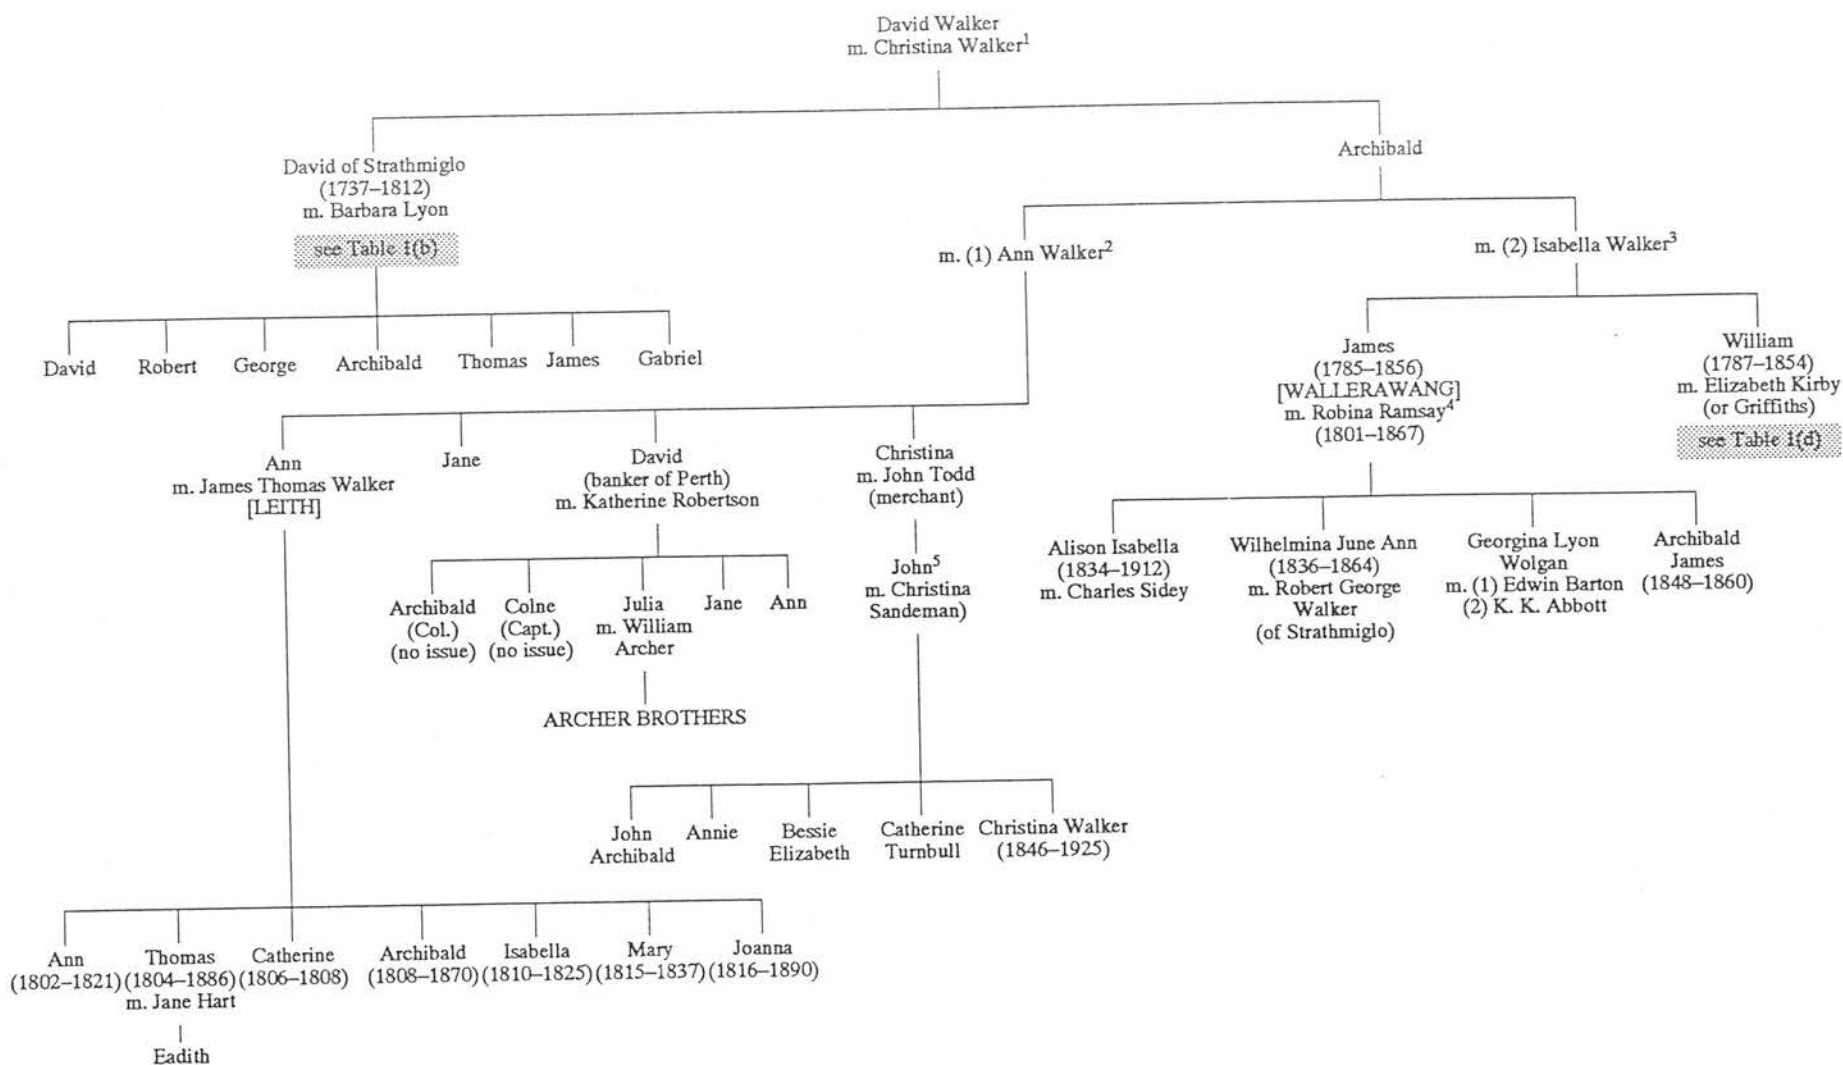 David Walker
m. Christina Walker1
David of Strathmiglo
(1737–1812)
m. Barbara Lyon
see Table 1(b)
Archibald
m. (1) Ann Walker2
m. (2) Isabella Walker3
David
Robert
George
Archibald
Thomas
James
Gabriel
James
(1785–1856)
[WALLERAWANG]
m. Robina Ramsay4
(1801–1867)
William
(1787–1854)
m. Elizabeth Kirby
(or Griffiths)
see Table 1(d)
Ann
m. James Thomas Walker
[LEITH]
Jane
David
(banker of Perth)
m. Katherine Robertson
Christina
m. John Todd
(merchant)
Alison Isabella
(1834–1912)
m. Charles Sidey
Wilhelmina June Ann
(1836–1864)
m. Robert George
Walker
(of Strathmiglo)
Georgina Lyon
Wolgan
m. (1) Edwin Barton
(2) K. K. Abbott
Archibald
James
(1848–1860)
Archibald
(Col.)
(no issue)
Colne
(Capt.)
(no issue)
Julia
m. William
Archer
Jane
Ann
John5
m. Christina
Sandeman)
ARCHER BROTHERS
John
Archibald
Annie
Bessie
Elizabeth
Catherine
Turnbull
Christina Walker
(1846–1925)
Ann
(1802–1821)
Thomas
(1804–1886)
m. Jane Hart
Catherine
(1806–1808)
Archibald
(1808–1870)
Isabella
(1810–1825)
Mary
(1815–1837)
Joanna
(1816–1890)
Eadith